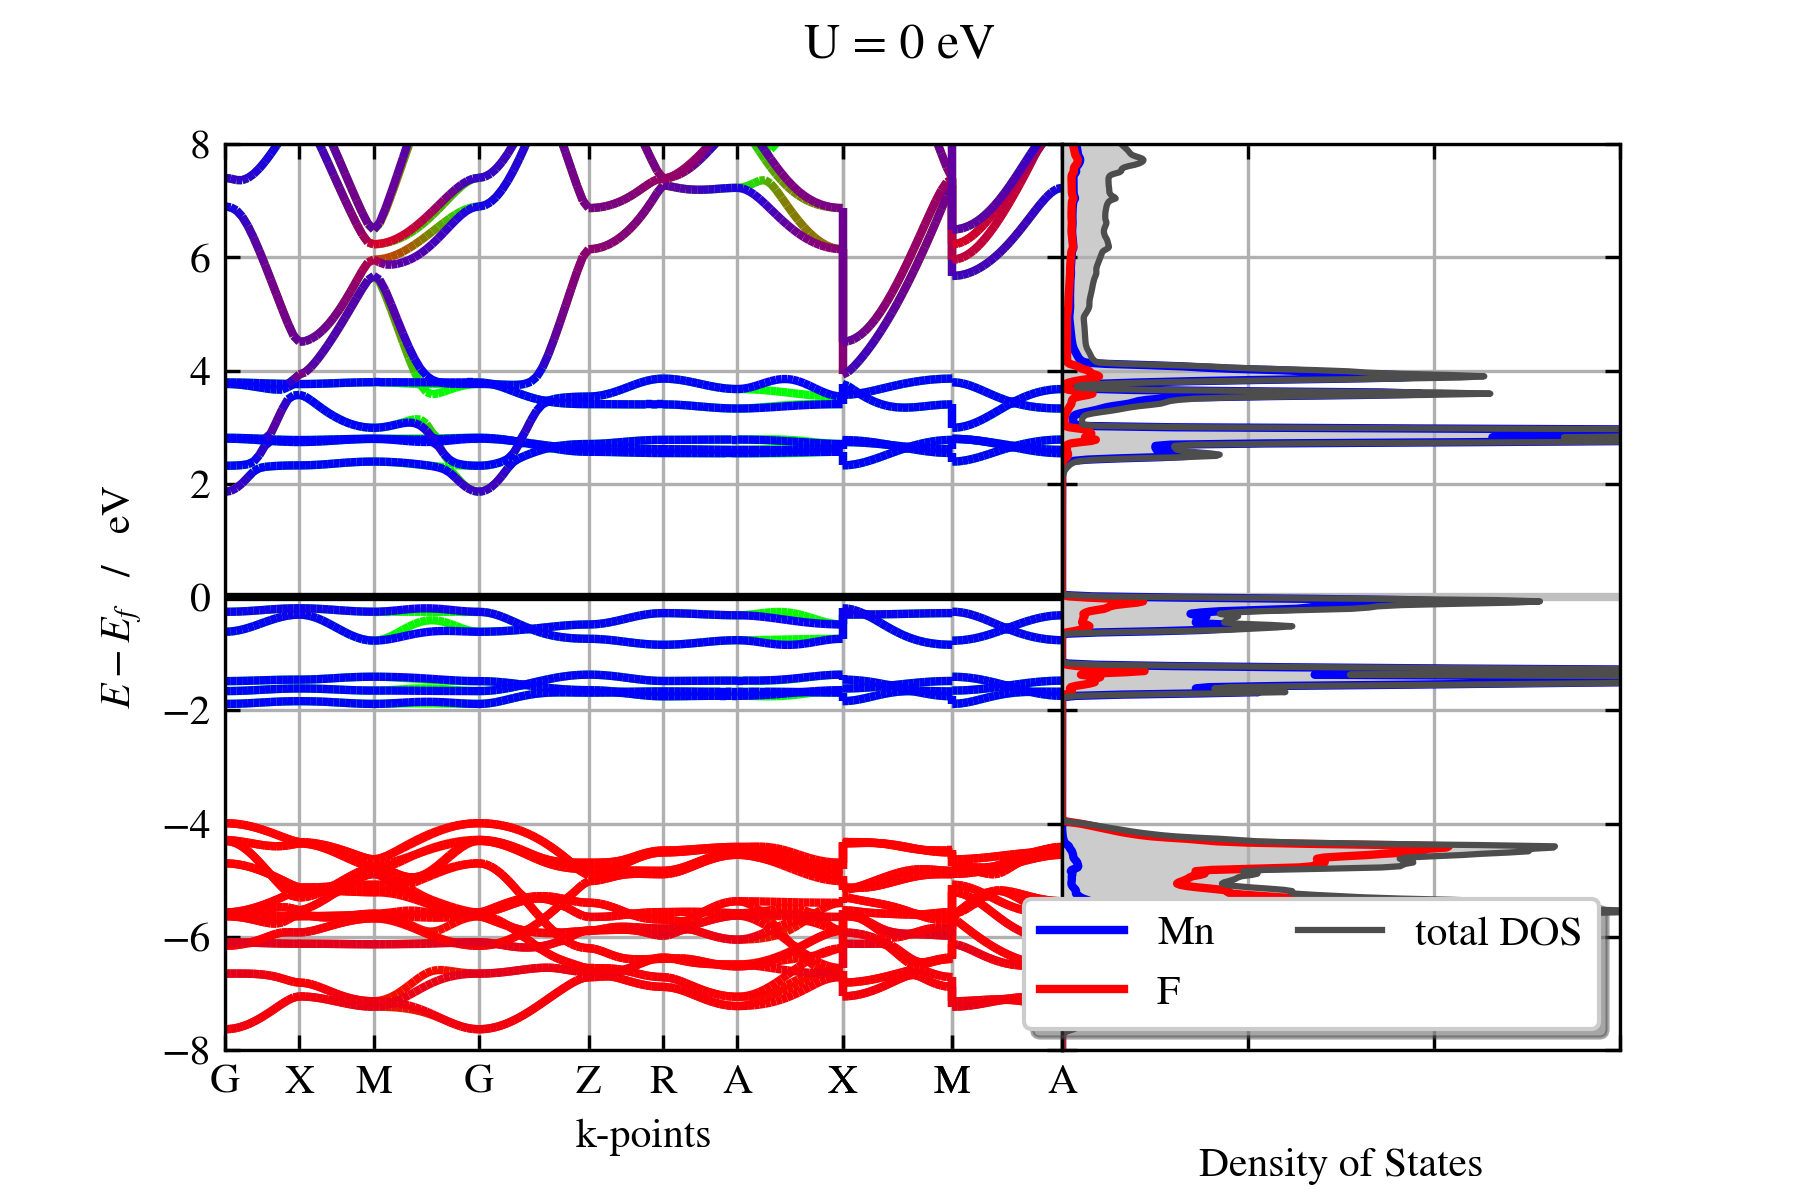 U = 0 eV
8
6
4
2
0
−2
−4
−6
−8
E − E_f / eV
G X M G Z R A X M A
k-points
Density of States
Mn
F
total DOS